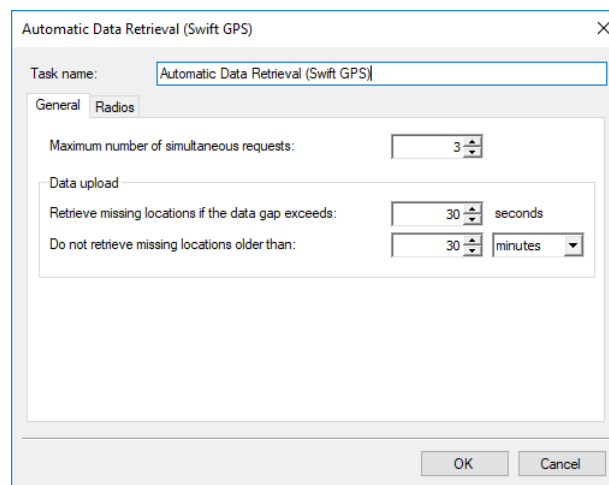 Automatic Data Retrieval (Swift GPS)
Task name: Automatic Data Retrieval (Swift GPS)
General Radios
Maximum number of simultaneous requests: 3
Data upload
Retrieve missing locations if the data gap exceeds: 30 seconds
Do not retrieve missing locations older than: 30 minutes
OK Cancel